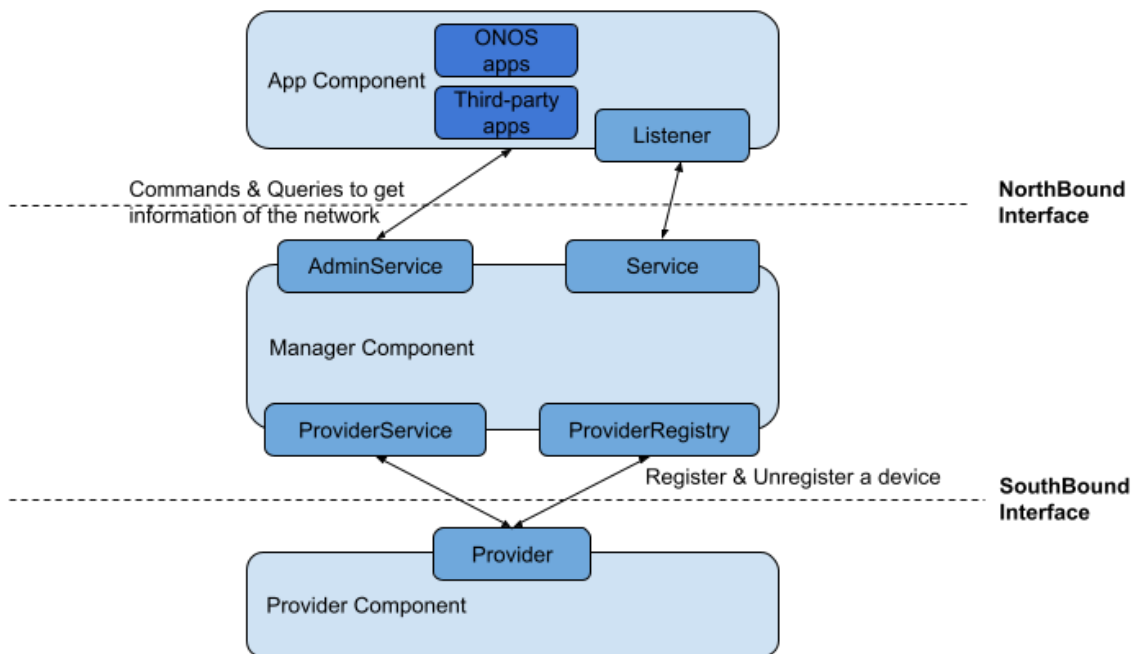 ONOS
apps
App Component
Third-party
apps
Listener
Commands & Queries to get
information of the network
NorthBound
Interface
AdminService
Service
Manager Component
ProviderService
ProviderRegistry
Register & Unregister a device
SouthBound
Interface
Provider
Provider Component